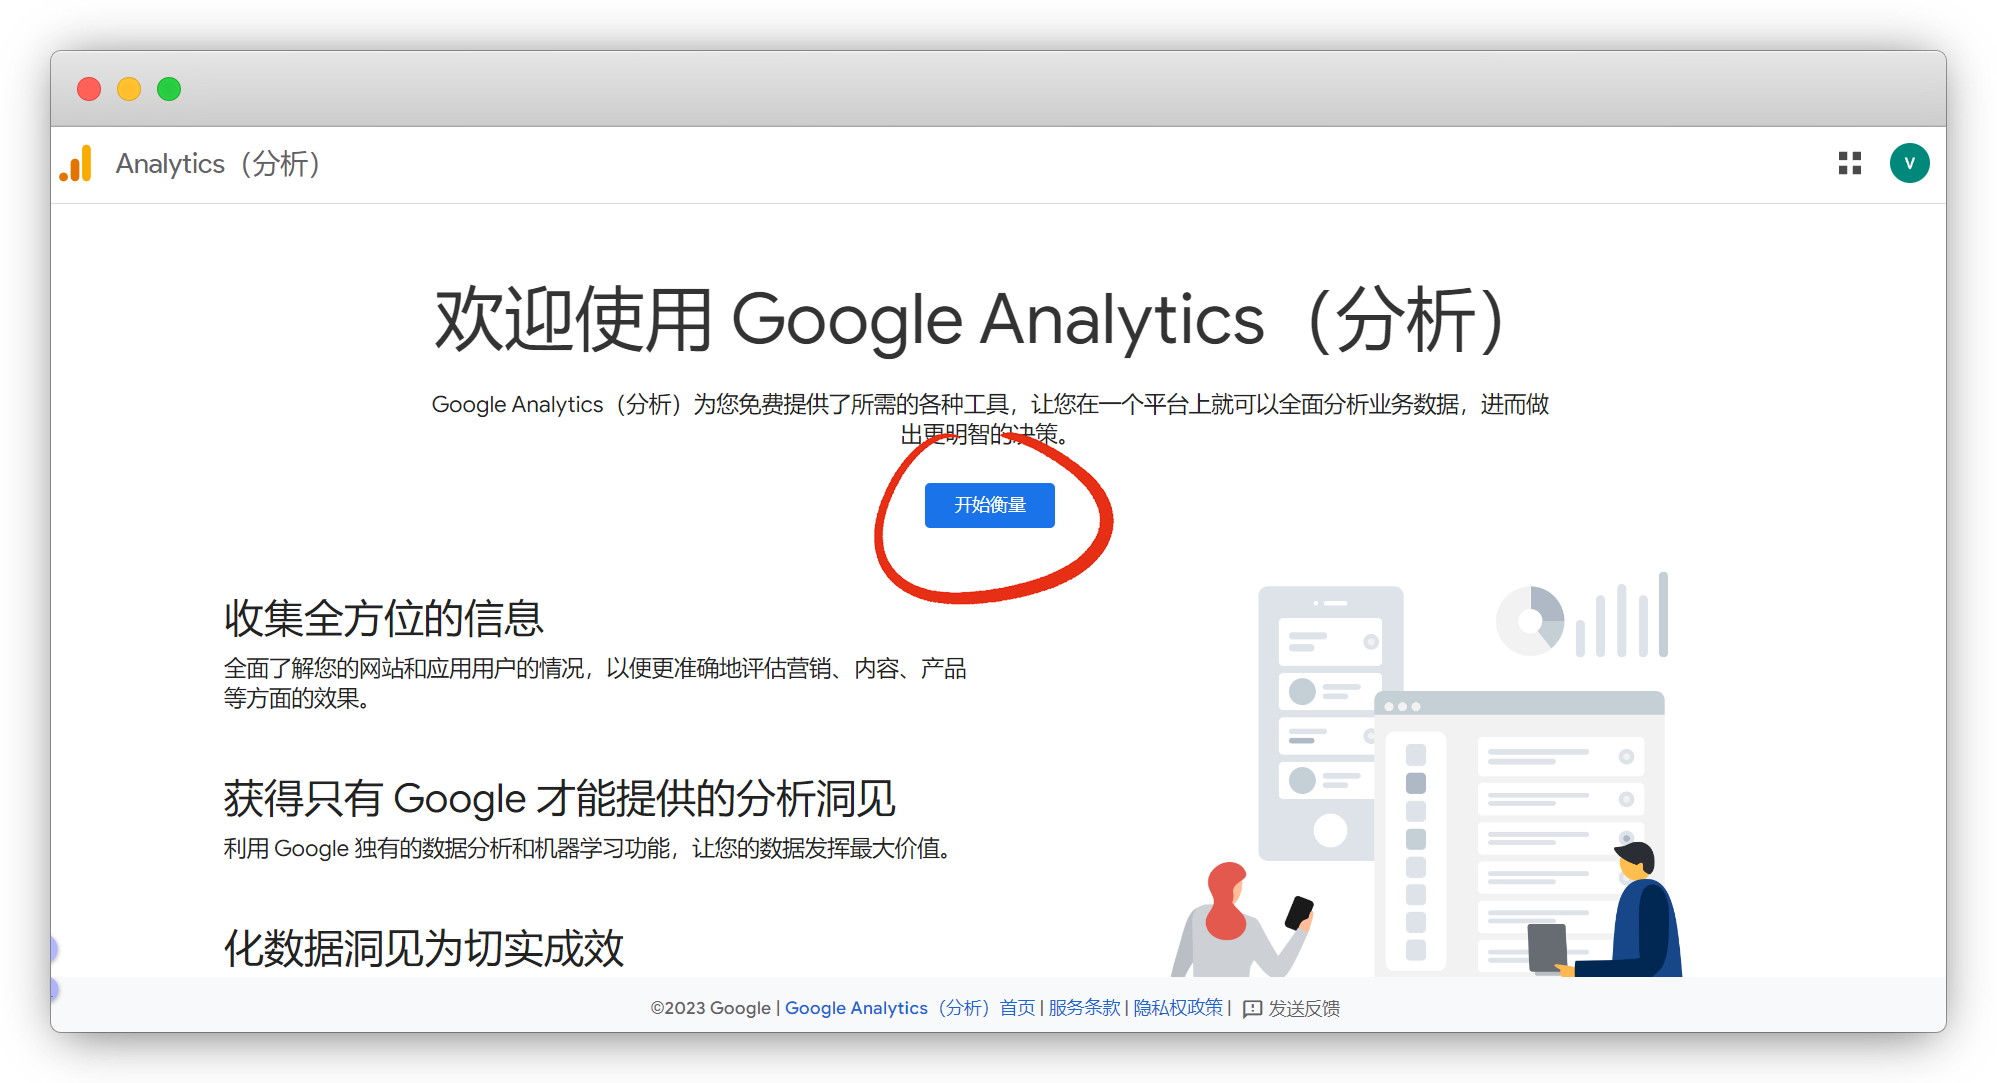 Analytics（分析）
V
欢迎使用 Google Analytics（分析）
Google Analytics（分析）为您免费提供了所需的各种工具，让您在一个平台上就可以全面分析业务数据，进而做
出更明智的决策。
开始衡量
收集全方位的信息
全面了解您的网站和应用用户的情况，以便更准确地评估营销、内容、产品
等方面的效果。
获得只有 Google 才能提供的分析洞见
利用 Google 独有的数据分析和机器学习功能，让您的数据发挥最大价值。
化数据洞见为切实成效
©2023 Google | Google Analytics（分析）首页 | 服务条款 | 隐私权政策 | 发送反馈